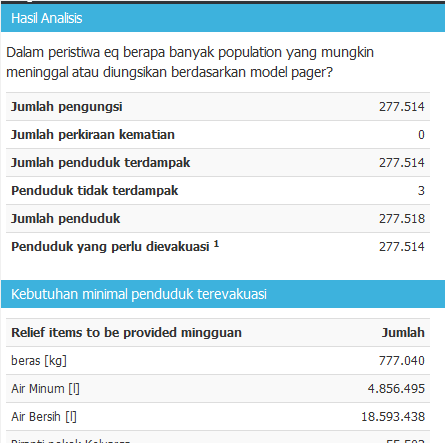 Hasil Analisis
Dalam peristiwa eq berapa banyak population yang mungkin
meninggal atau diungsikan berdasarkan model pager?
Jumlah pengungsi 277.514
Jumlah perkiraan kematian 0
Jumlah penduduk terdampak 277.514
Penduduk tidak terdampak 3
Jumlah penduduk 277.518
Penduduk yang perlu dievakuasi 1 277.514
Kebutuhan minimal penduduk terevakuasi
Relief items to be provided mingguan Jumlah
beras [kg] 777.040
Air Minum [l] 4.856.495
Air Bersih [l] 18.593.438